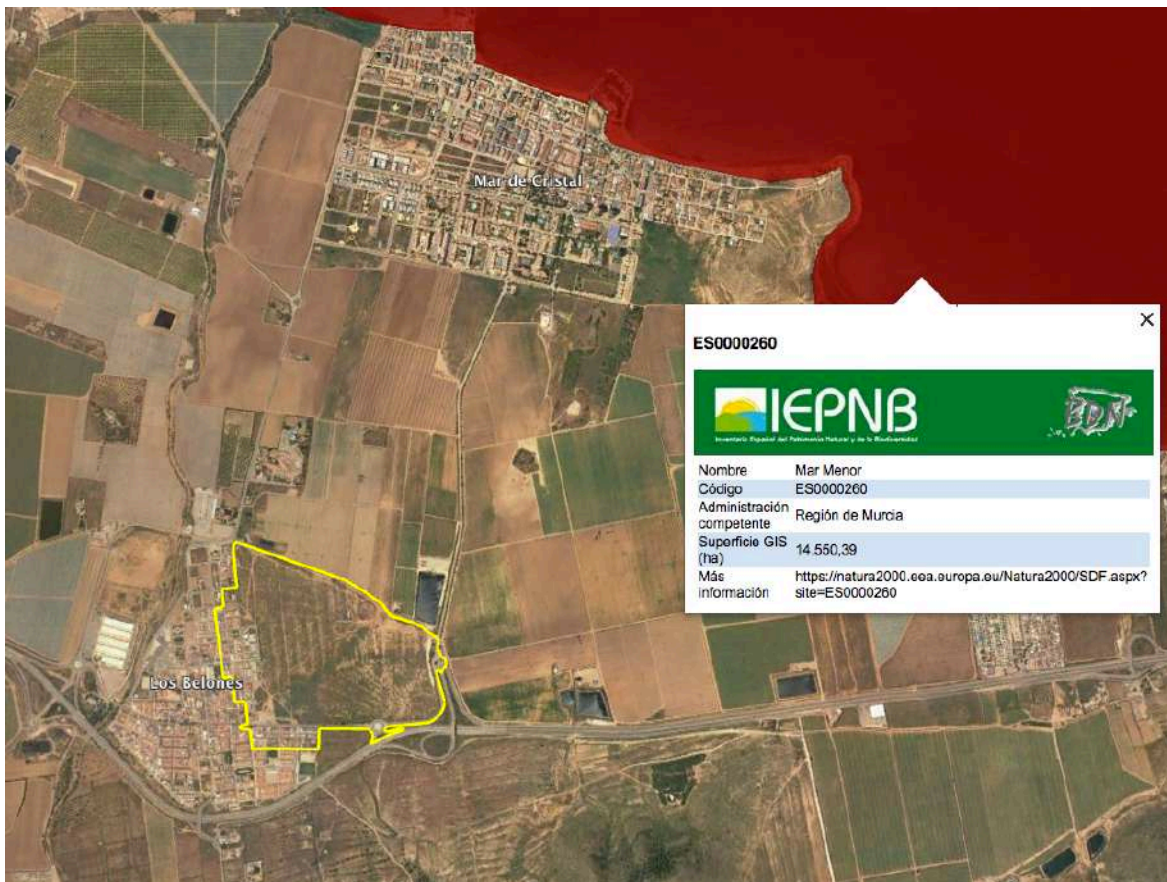 Mar de Cristal
ES0000260
IEPNB
Inventario Español del Patrimonio Natural y de la Biodiversidad
BDN
Nombre Mar Menor
Código ES0000260
Administración competente Región de Murcia
Superficie GIS (ha) 14.550,39
Más información https://natura2000.eea.europa.eu/Natura2000/SDF.aspx?site=ES0000260
Los Belones